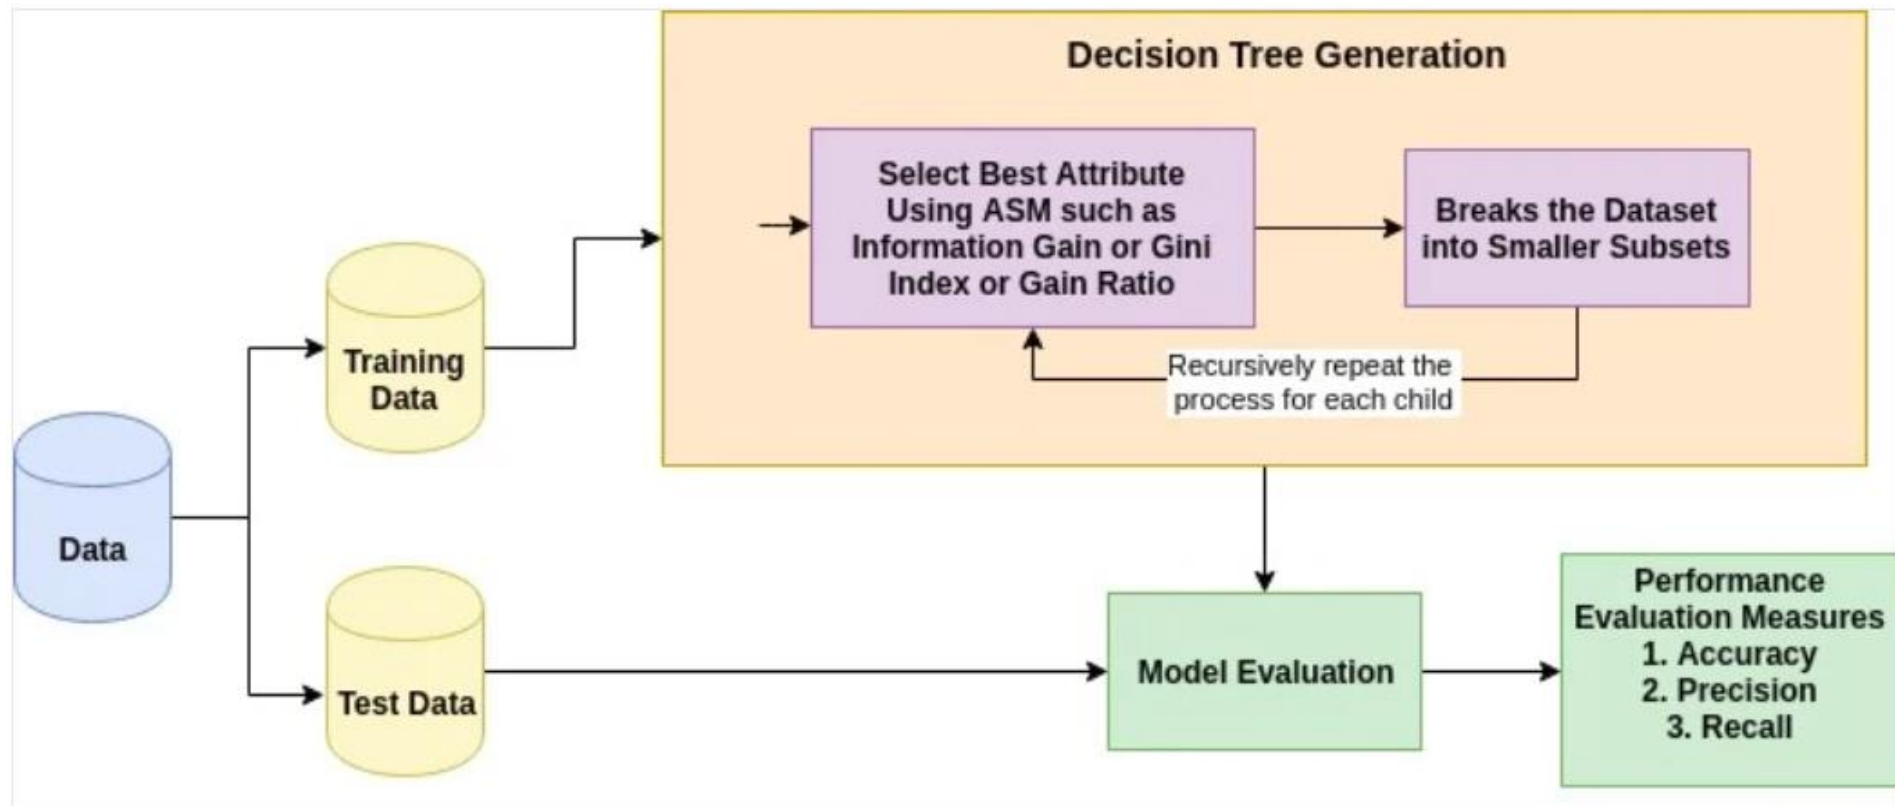 Decision Tree Generation
Select Best Attribute
Using ASM such as
Information Gain or Gini
Index or Gain Ratio
Breaks the Dataset
into Smaller Subsets
Recursively repeat the
process for each child
Training
Data
Data
Test Data
Model Evaluation
Performance
Evaluation Measures
1. Accuracy
2. Precision
3. Recall